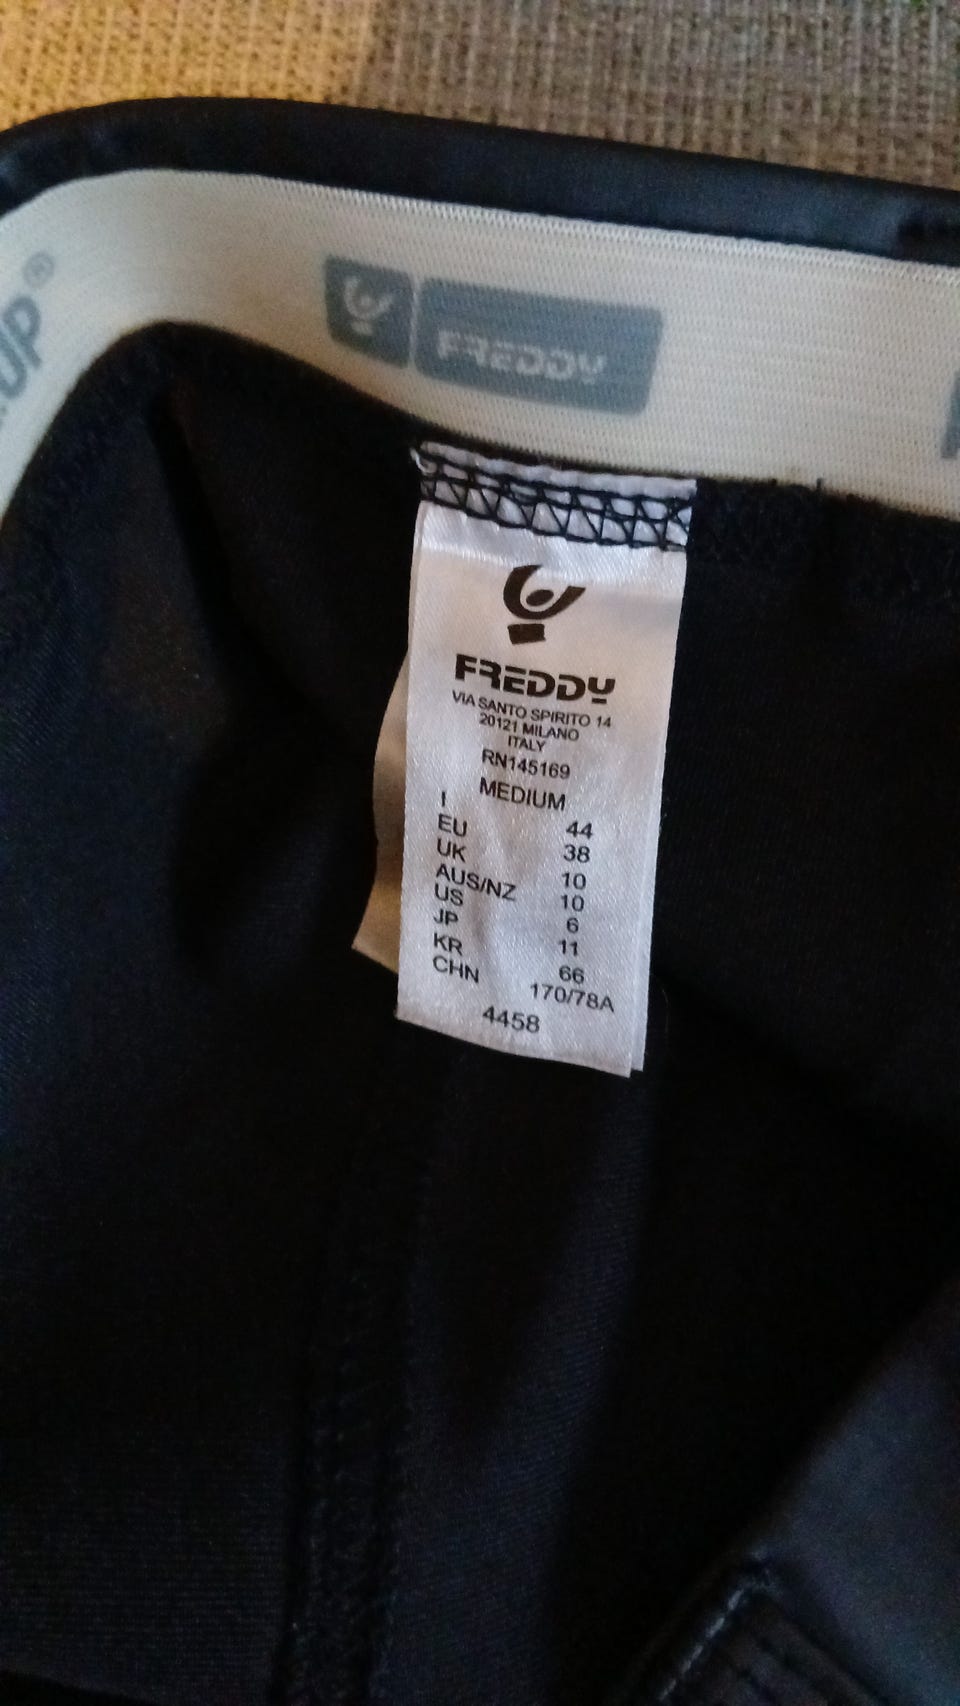 UP®
FREDDY
FREDDY
VIA SANTO SPIRITO 14
20121 MILANO
ITALY
RN145169
MEDIUM
I 44
EU 38
UK 10
AUS/NZ 10
US 6
JP 11
KR 66
CHN 170/78A
4458